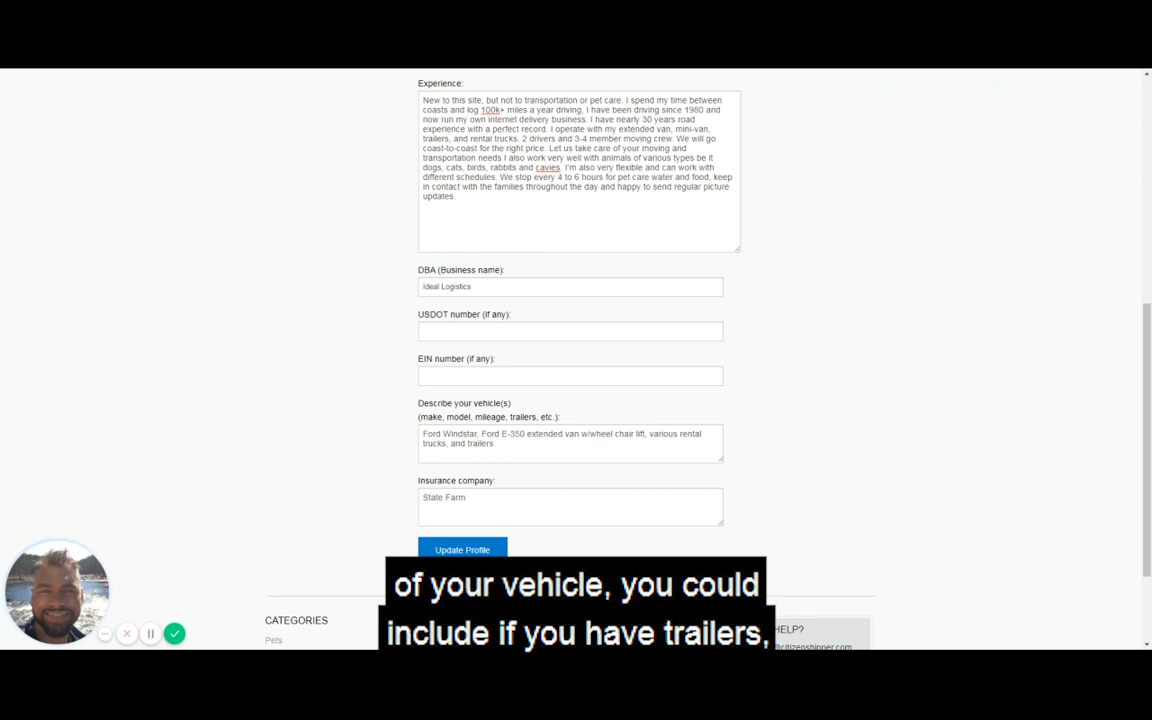 Experience:
New to this site, but not to transportation or pet care. I spend my time between
coasts and log 100k+ miles a year driving, I have been driving since 1980 and
now run my own internet delivery business. I have nearly 30 years road
experience with a perfect record. I operate with my extended van, mini-van,
trailers, and rental trucks. 2 drivers and 3-4 member moving crew. We will go
coast-to-coast for the right price. Let us take care of your moving and
transportation needs I also work very well with animals of various types be it
dogs, cats, birds, rabbits and cavies. I'm also very flexible and can work with
different schedules. We stop every 4 to 6 hours for pet care water and food, keep
in contact with the families throughout the day and happy to send regular picture
updates.
DBA (Business name):
Ideal Logistics
USDOT number (if any):
EIN number (if any):
Describe your vehicle(s)
(make, model, mileage, trailers, etc.):
Ford Windstar, Ford E-350 extended van w/wheel chair lift, various rental
trucks, and trailers
Insurance company:
State Farm
Update Profile
of your vehicle, you could
include if you have trailers,
CATEGORIES
Pets
HELP?
@citizenshipper.com